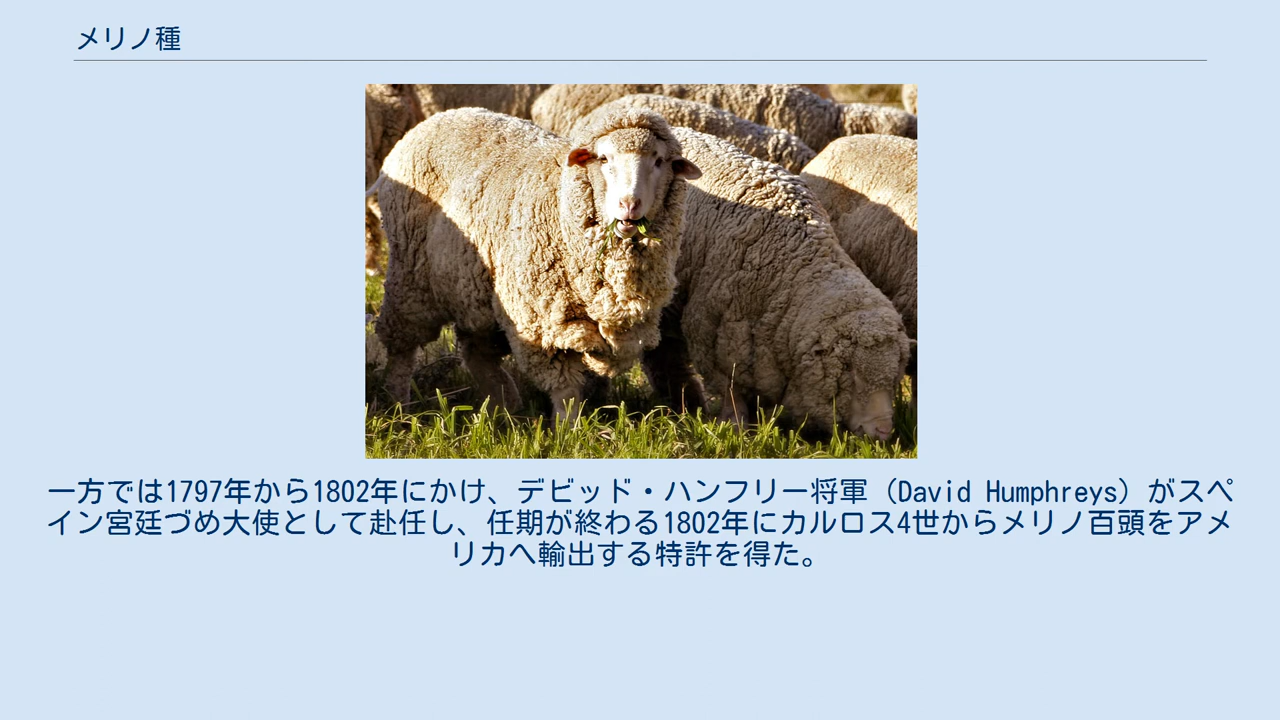 メリノ種
一方では1797年から1802年にかけ、デビッド・ハンフリー将軍（David Humphreys）がスペ
イン宮廷づめ大使として赴任し、任期が終わる1802年にカルロス4世からメリノ百頭をアメ
リカへ輸出する特許を得た。